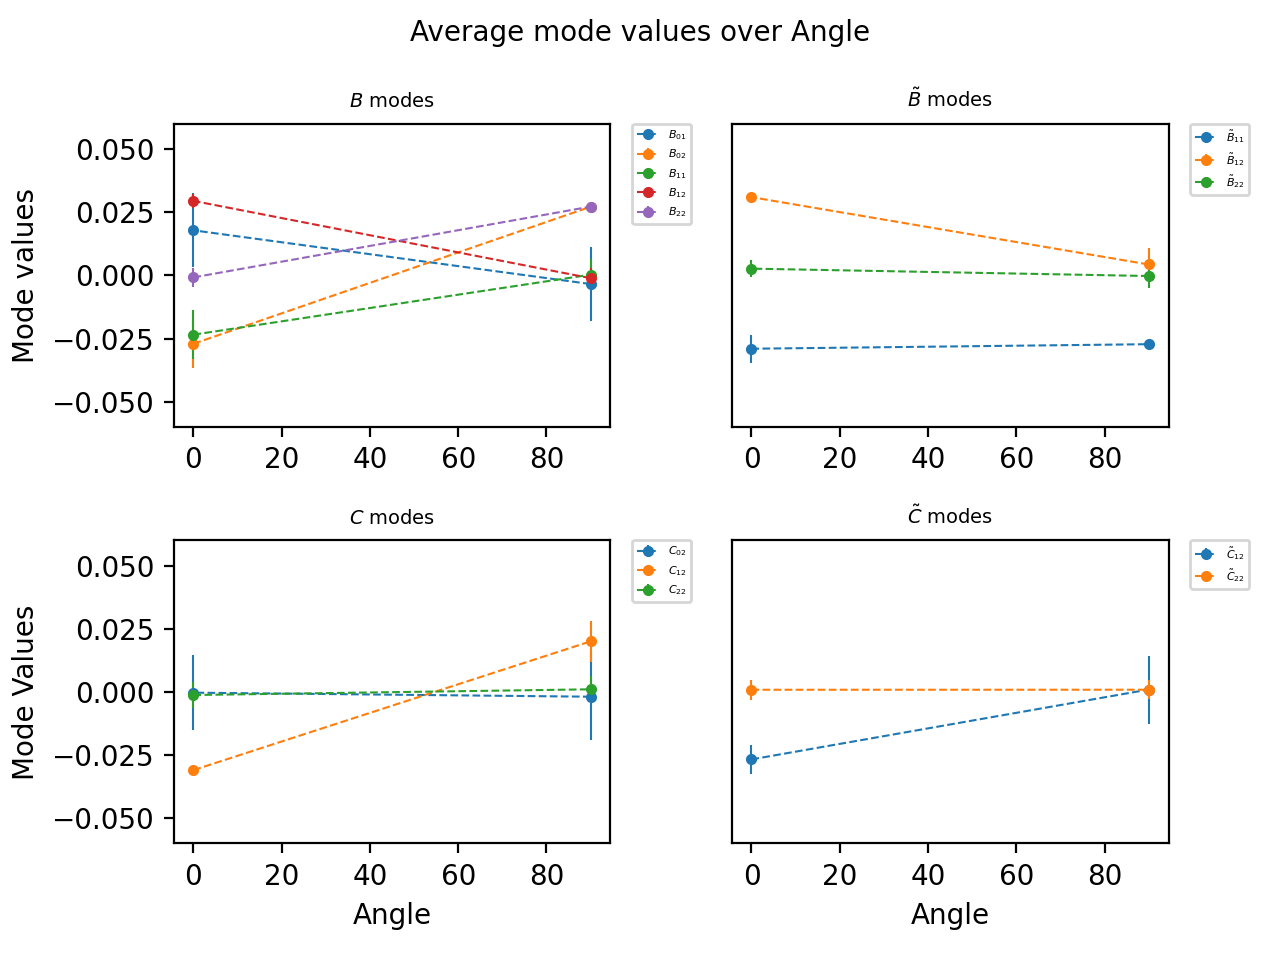 Average mode values over Angle
B modes
B̃ modes
Mode values
0.050
0.025
0.000
−0.025
−0.050
0 20 40 60 80
B₀₁
B₀₂
B₁₁
B₁₂
B₂₂
0 20 40 60 80
B̃₁₁
B̃₁₂
B̃₂₂
C modes
C̃ modes
Mode Values
0.050
0.025
0.000
−0.025
−0.050
0 20 40 60 80
Angle
C₀₂
C₁₂
C₂₂
0 20 40 60 80
Angle
C̃₁₂
C̃₂₂